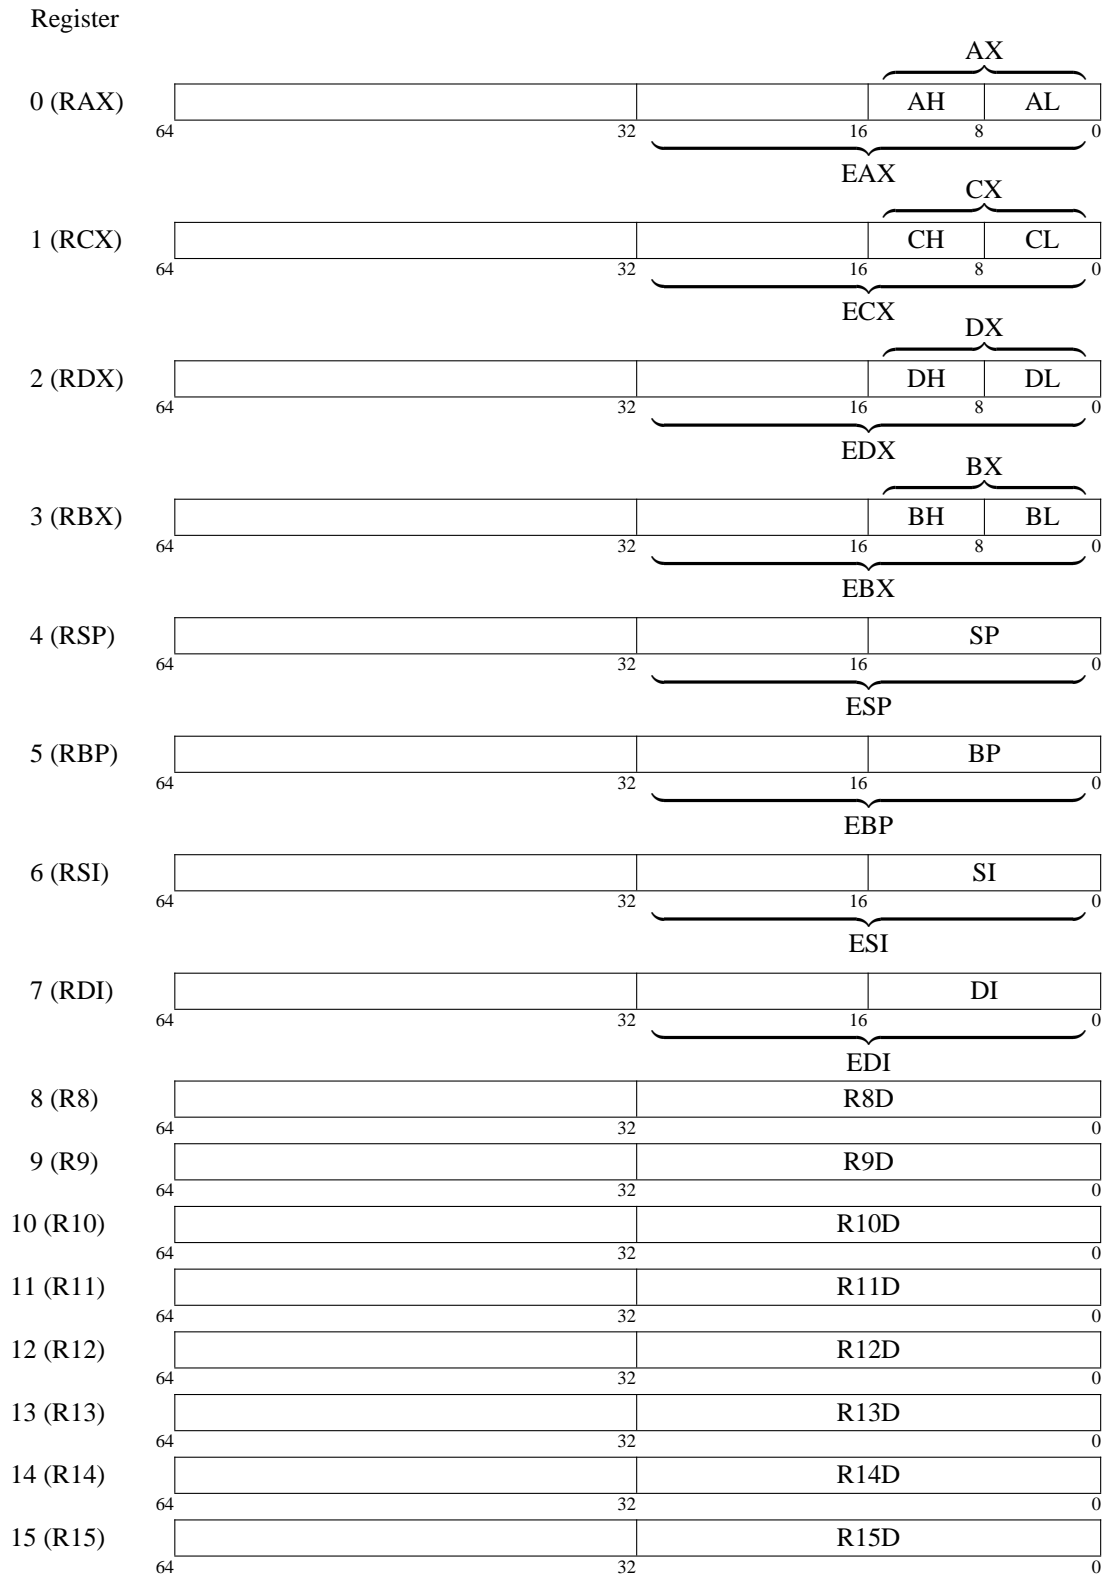 Register
AX
0 (RAX) AH AL
64 32 16 8 0
EAX
CX
1 (RCX) CH CL
64 32 16 8 0
ECX
DX
2 (RDX) DH DL
64 32 16 8 0
EDX
BX
3 (RBX) BH BL
64 32 16 8 0
EBX
4 (RSP) SP
64 32 16 0
ESP
5 (RBP) BP
64 32 16 0
EBP
6 (RSI) SI
64 32 16 0
ESI
7 (RDI) DI
64 32 16 0
EDI
8 (R8) R8D
64 32 0
9 (R9) R9D
64 32 0
10 (R10) R10D
64 32 0
11 (R11) R11D
64 32 0
12 (R12) R12D
64 32 0
13 (R13) R13D
64 32 0
14 (R14) R14D
64 32 0
15 (R15) R15D
64 32 0